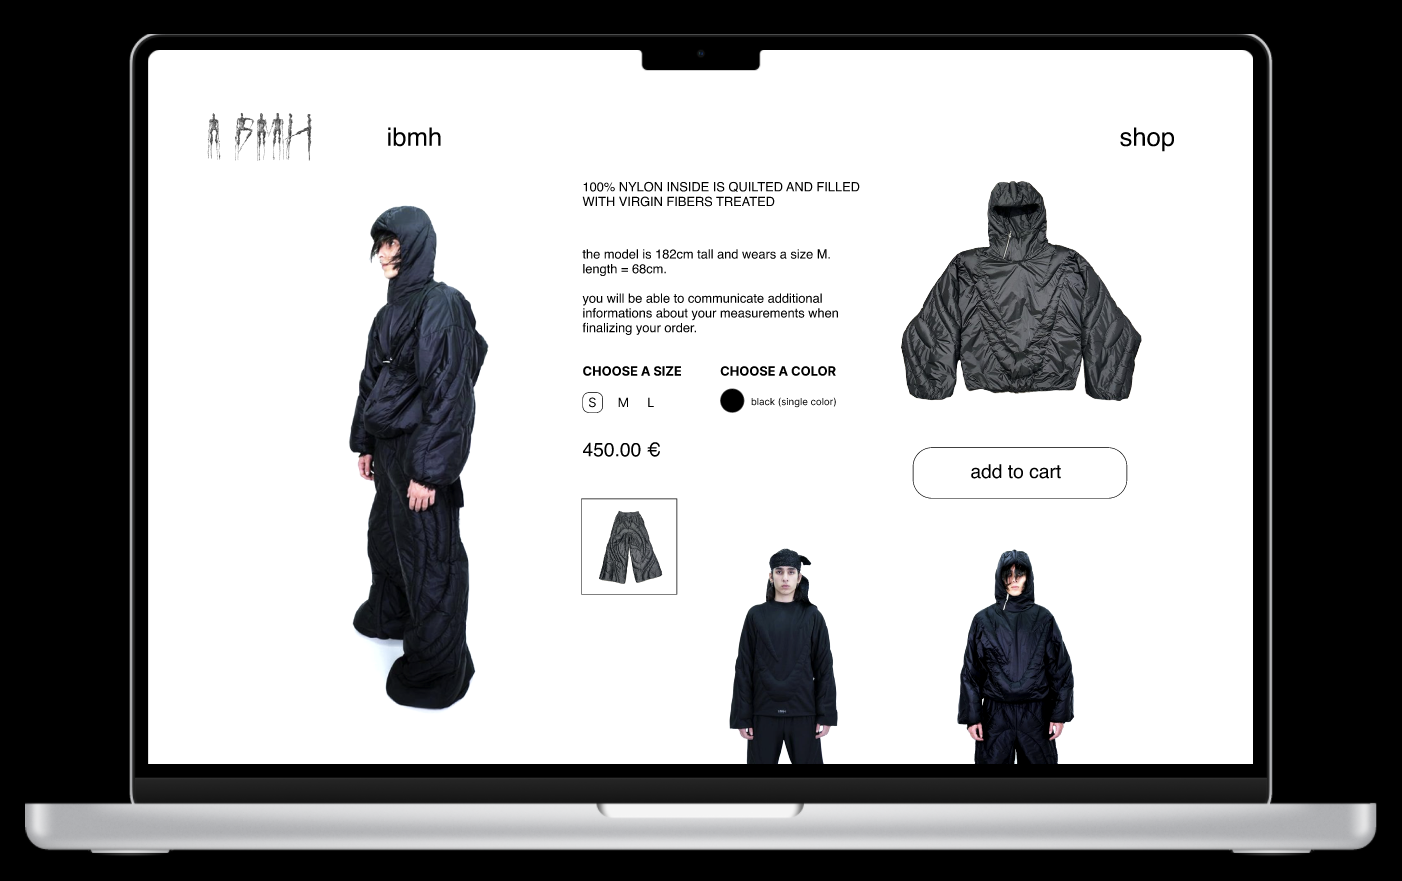 IBMH
ibmh
shop
100% NYLON INSIDE IS QUILTED AND FILLED
WITH VIRGIN FIBERS TREATED
the model is 182cm tall and wears a size M.
length = 68cm.
you will be able to communicate additional
informations about your measurements when
finalizing your order.
CHOOSE A SIZE
CHOOSE A COLOR
S M L
black (single color)
450.00 €
add to cart